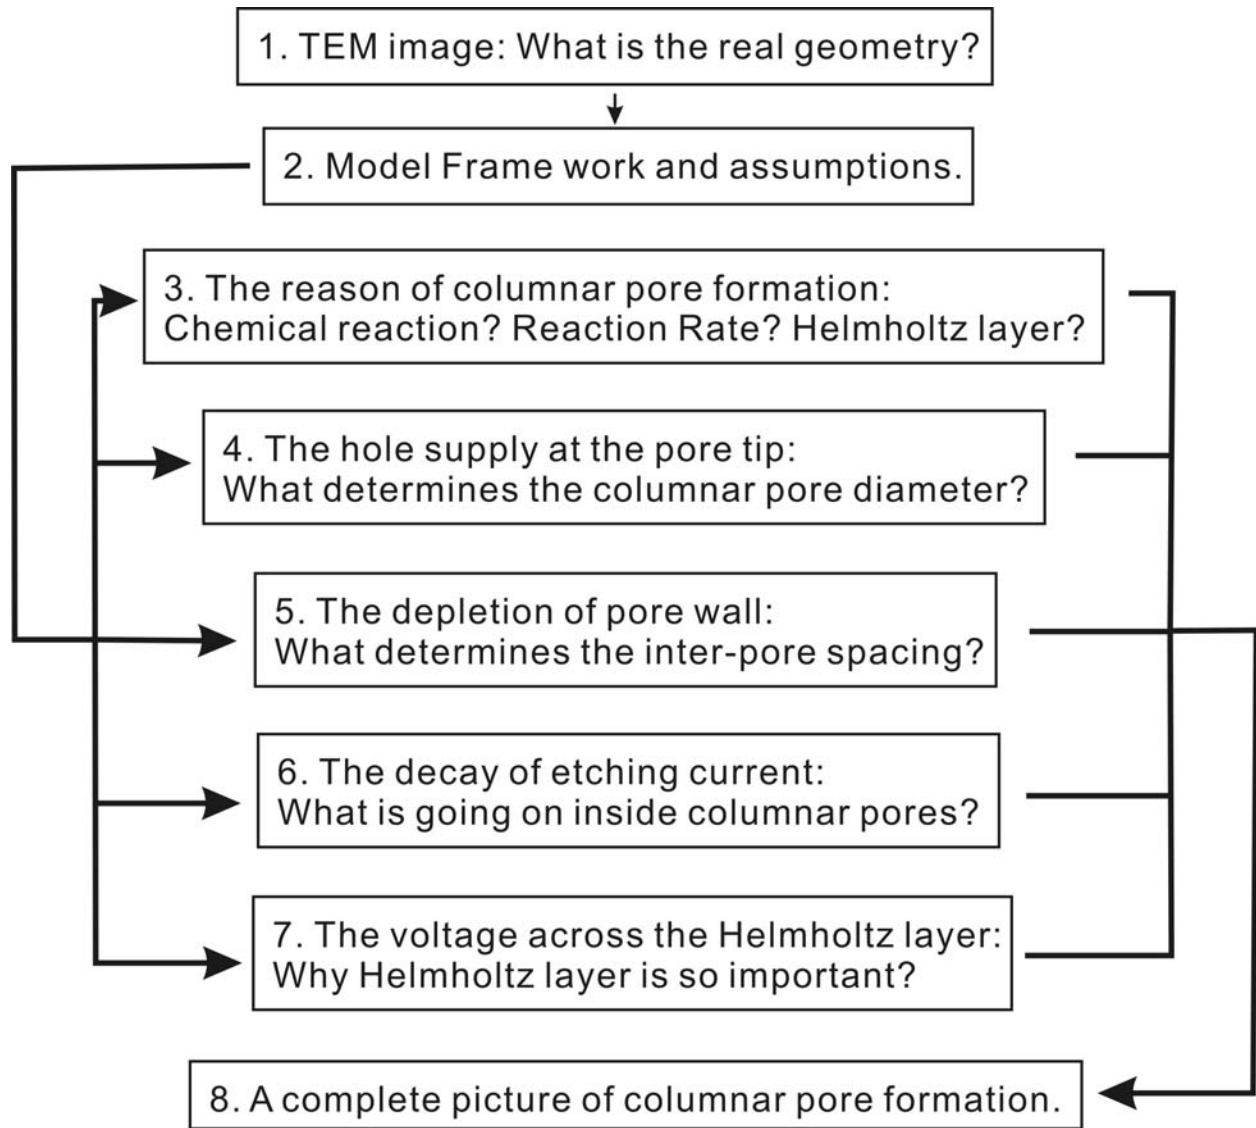 1. TEM image: What is the real geometry?
2. Model Frame work and assumptions.
3. The reason of columnar pore formation:
Chemical reaction? Reaction Rate? Helmholtz layer?
4. The hole supply at the pore tip:
What determines the columnar pore diameter?
5. The depletion of pore wall:
What determines the inter-pore spacing?
6. The decay of etching current:
What is going on inside columnar pores?
7. The voltage across the Helmholtz layer:
Why Helmholtz layer is so important?
8. A complete picture of columnar pore formation.